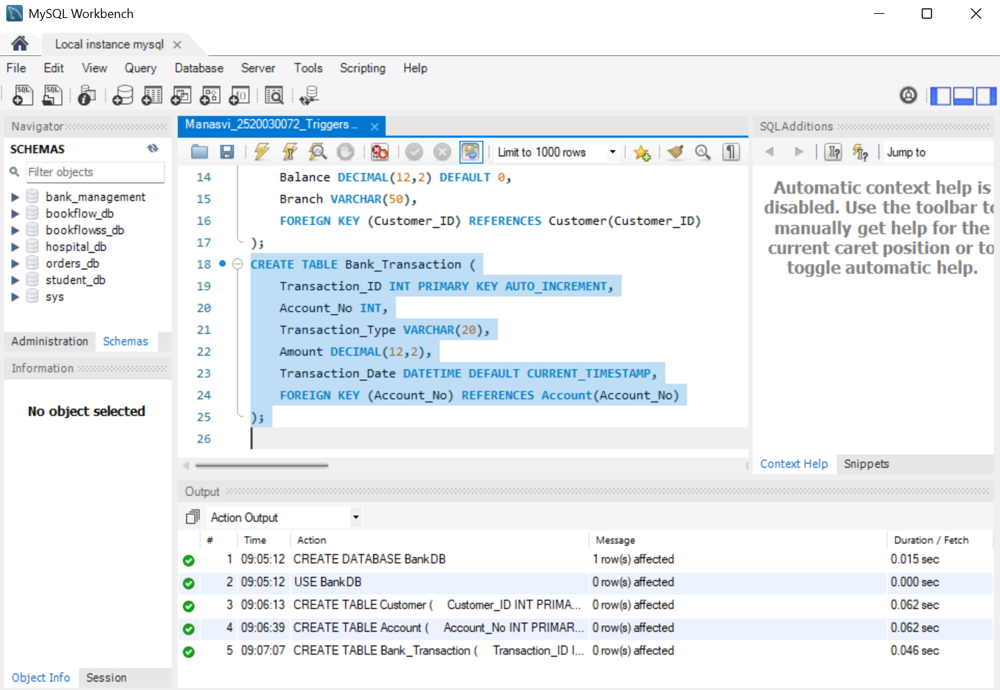 MySQL Workbench
Local instance mysql
File Edit View Query Database Server Tools Scripting Help
Navigator
SCHEMAS
Filter objects
bank_management
bookflow_db
bookflowss_db
hospital_db
orders_db
student_db
sys
Administration Schemas
Information
No object selected
Object Info Session
Manasvi_2520030072_Triggers ...
Limit to 1000 rows
14 Balance DECIMAL(12,2) DEFAULT 0,
15 Branch VARCHAR(50),
16 FOREIGN KEY (Customer_ID) REFERENCES Customer(Customer_ID)
17 );
18 CREATE TABLE Bank_Transaction (
19 Transaction_ID INT PRIMARY KEY AUTO_INCREMENT,
20 Account_No INT,
21 Transaction_Type VARCHAR(20),
22 Amount DECIMAL(12,2),
23 Transaction_Date DATETIME DEFAULT CURRENT_TIMESTAMP,
24 FOREIGN KEY (Account_No) REFERENCES Account(Account_No)
25 );
26
SQLAdditions
Jump to
Automatic context help is
disabled. Use the toolbar to
manually get help for the
current caret position or to
toggle automatic help.
Context Help Snippets
Output
Action Output
# Time Action Message Duration / Fetch
1 09:05:12 CREATE DATABASE BankDB 1 row(s) affected 0.015 sec
2 09:05:12 USE BankDB 0 row(s) affected 0.000 sec
3 09:06:13 CREATE TABLE Customer ( Customer_ID INT PRIMA... 0 row(s) affected 0.062 sec
4 09:06:39 CREATE TABLE Account ( Account_No INT PRIMAR... 0 row(s) affected 0.062 sec
5 09:07:07 CREATE TABLE Bank_Transaction ( Transaction_ID I... 0 row(s) affected 0.046 sec